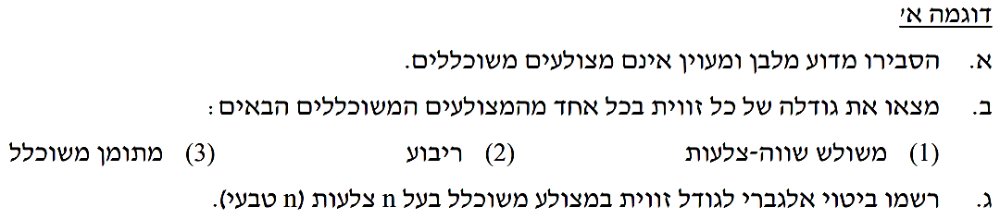 דוגמה א'
א. הסבירו מדוע מלבן ומעוין אינם מצולעים משוכללים.
ב. מצאו את גודלה של כל זווית בכל אחד מהמצולעים המשוכללים הבאים:
(1) משולש שווה-צלעות (2) ריבוע (3) מתומן משוכלל
ג. רשמו ביטוי אלגברי לגודל זווית במצולע משוכלל בעל n צלעות (n טבעי).